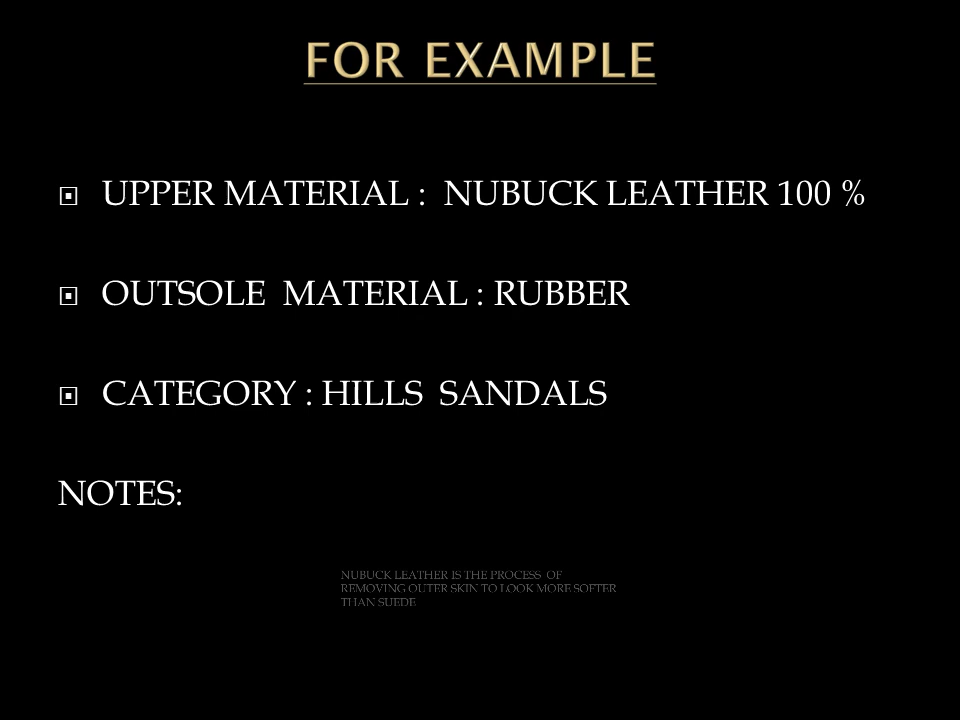 FOR EXAMPLE
UPPER MATERIAL : NUBUCK LEATHER 100 %
OUTSOLE MATERIAL : RUBBER
CATEGORY : HILLS SANDALS
NOTES:
NUBUCK LEATHER IS THE PROCESS OF
REMOVING OUTER SKIN TO LOOK MORE SOFTER
THAN SUEDE